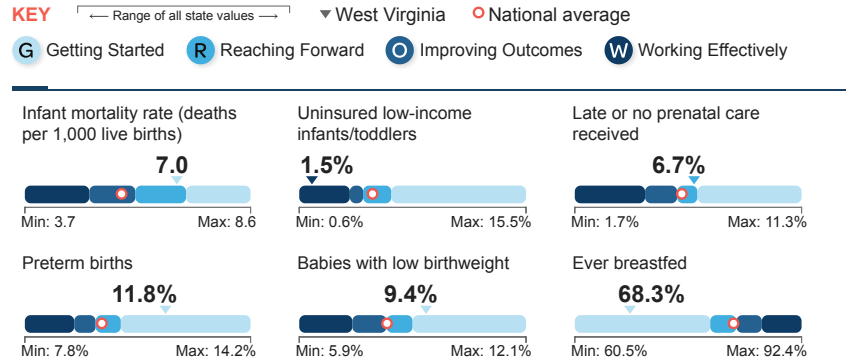 KEY Range of all state values West Virginia National average
G Getting Started R Reaching Forward O Improving Outcomes W Working Effectively
Infant mortality rate (deaths
per 1,000 live births)
7.0
Min: 3.7 Max: 8.6
Uninsured low-income
infants/toddlers
1.5%
Min: 0.6% Max: 15.5%
Late or no prenatal care
received
6.7%
Min: 1.7% Max: 11.3%
Preterm births
11.8%
Min: 7.8% Max: 14.2%
Babies with low birthweight
9.4%
Min: 5.9% Max: 12.1%
Ever breastfed
68.3%
Min: 60.5% Max: 92.4%